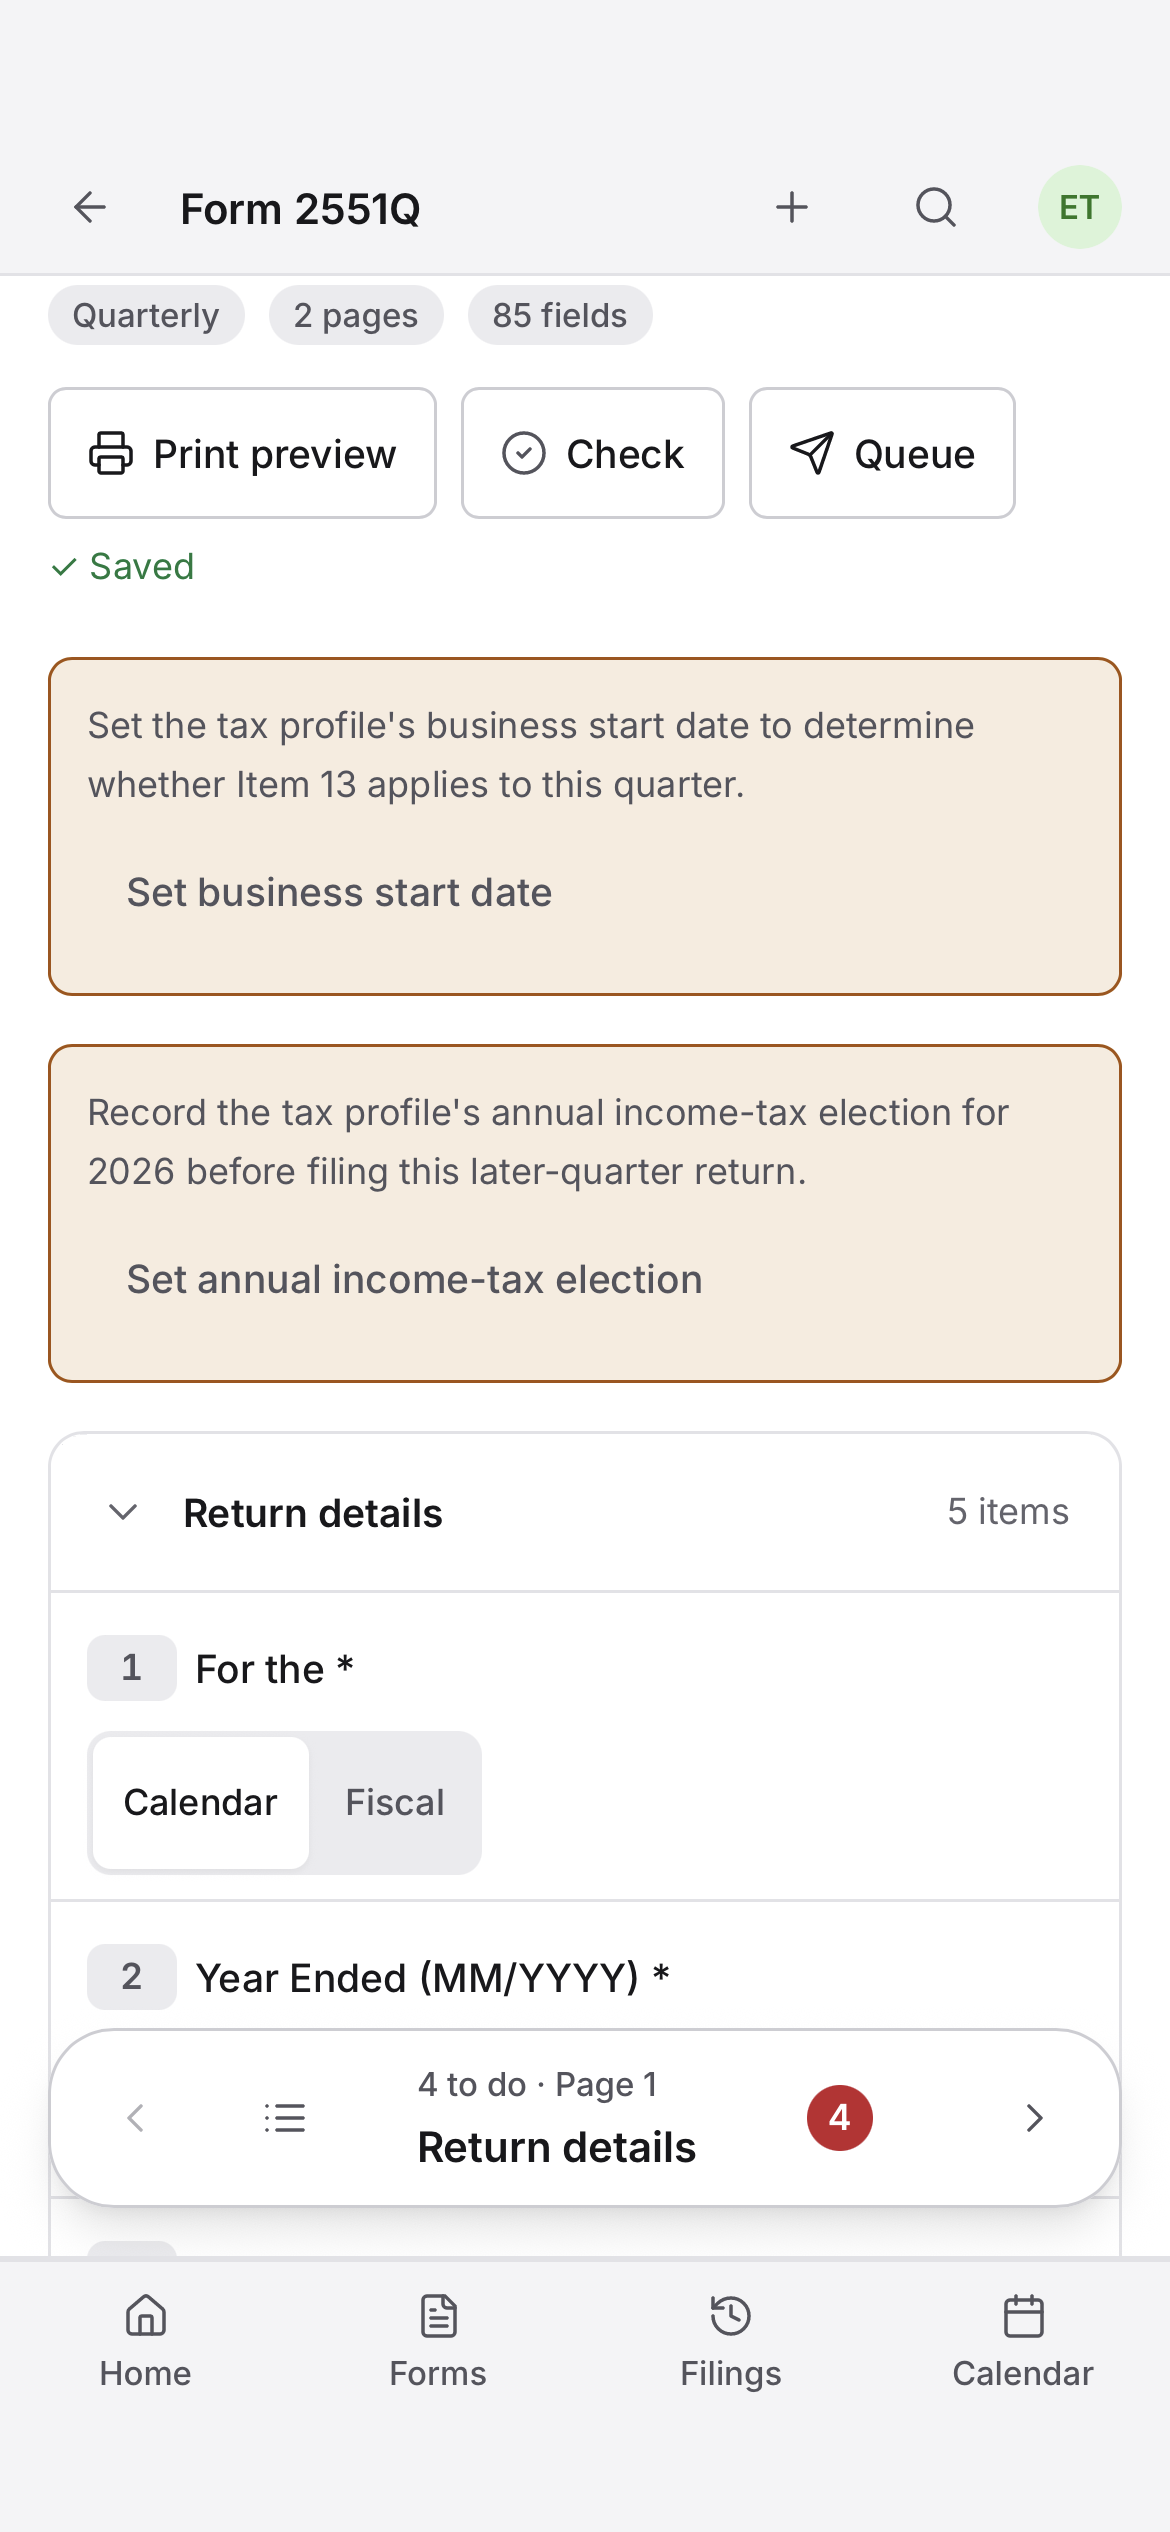 Form 2551Q
ET
Quarterly
2 pages
85 fields
Print preview
Check
Queue
Saved
Set the tax profile's business start date to determine
whether Item 13 applies to this quarter.
Set business start date
Record the tax profile's annual income-tax election for
2026 before filing this later-quarter return.
Set annual income-tax election
Return details
5 items
1 For the *
Calendar
Fiscal
2 Year Ended (MM/YYYY) *
4 to do · Page 1
Return details
4
Home
Forms
Filings
Calendar